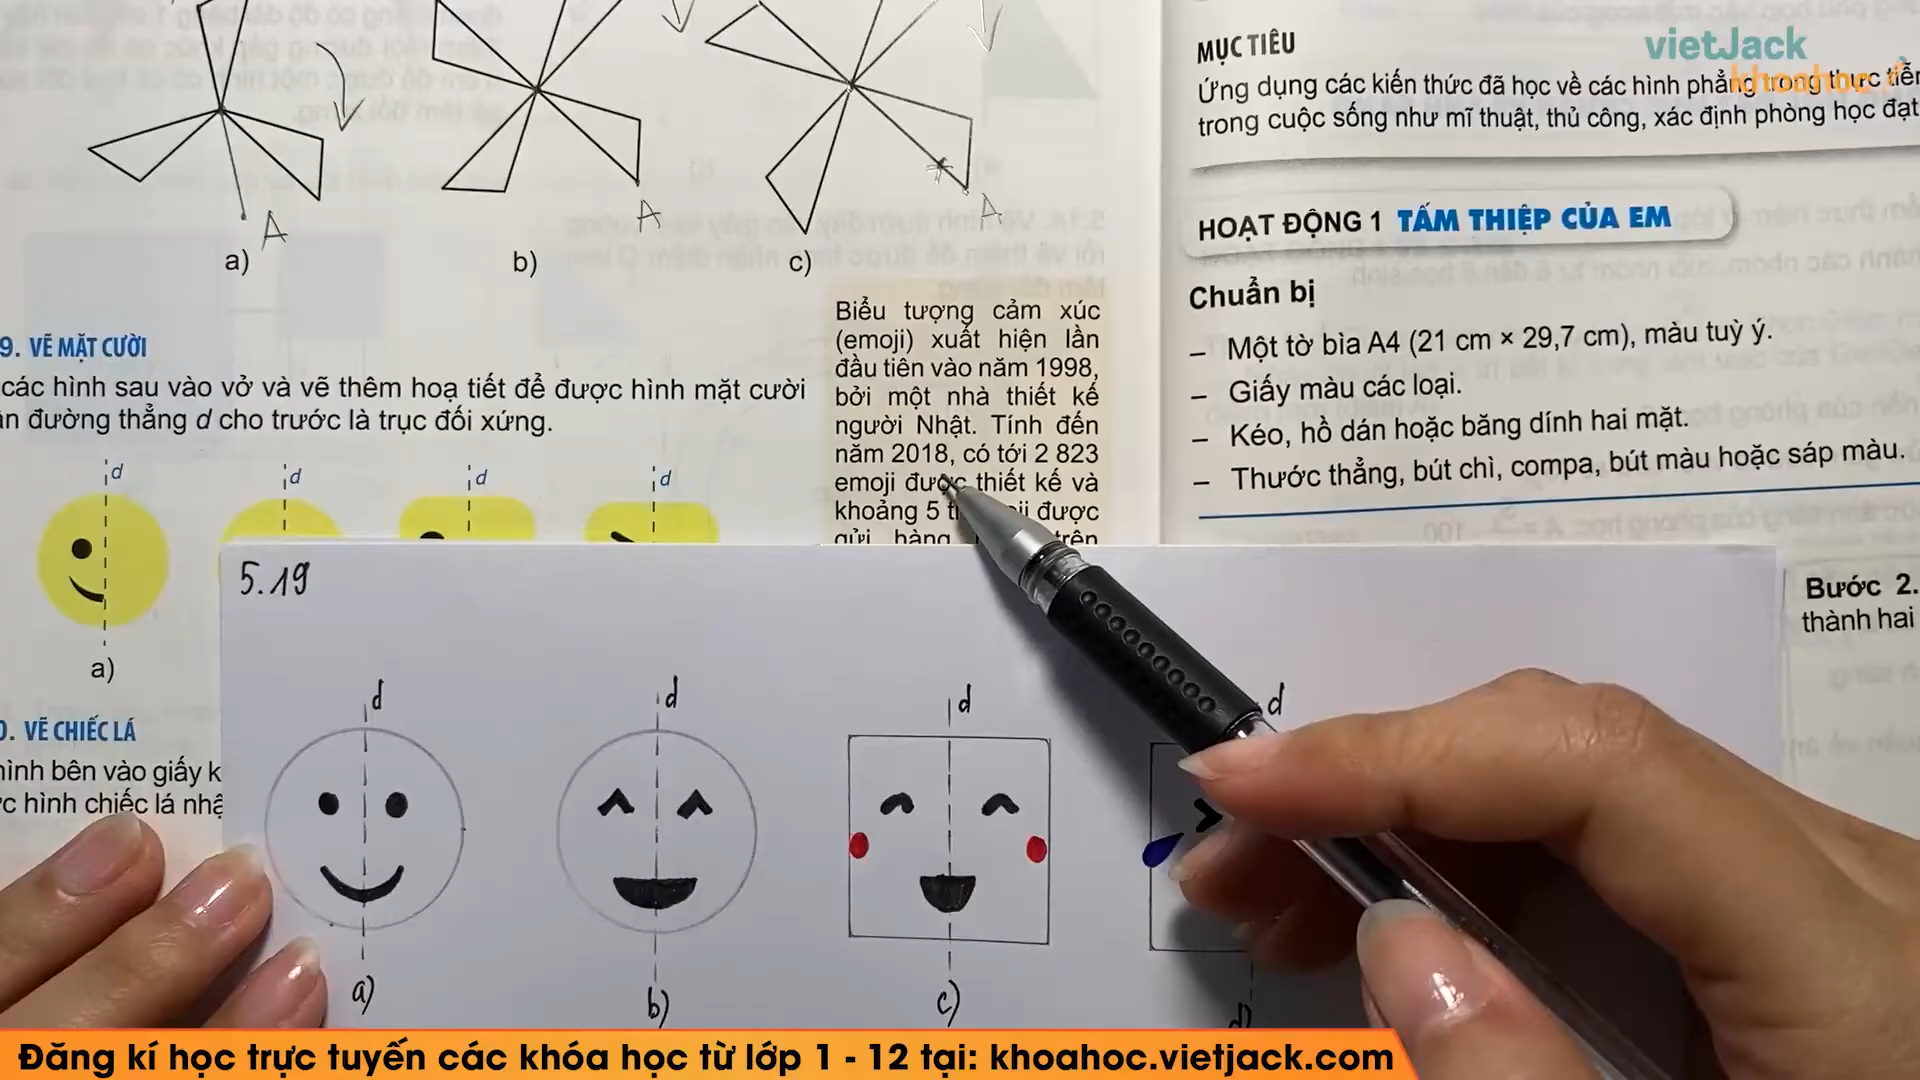 A
a)
A
b)
A
c)
9. VẼ MẶT CƯỜI
các hình sau vào vở và vẽ thêm hoạ tiết để được hình mặt cười
đường thẳng d cho trước là trục đối xứng.
d
d
d
d
a)
VẼ CHIẾC LÁ
hình bên vào giấy
hình chiếc lá
Biểu tượng cảm xúc
(emoji) xuất hiện lần
đầu tiên vào năm 1998,
bởi một nhà thiết kế
người Nhật. Tính đến
năm 2018, có tới 2 823
emoji được thiết kế và
khoảng 5 được
gửi hàng trên
5.19
d
d
d
d
a)
b)
c)
d)
vietJack
khoahoc
MỤC TIÊU
Ứng dụng các kiến thức đã học về các hình phẳng trong thực tiễn
trong cuộc sống như mĩ thuật, thủ công, xác định phòng học đạt
HOẠT ĐỘNG 1 TẤM THIỆP CỦA EM
Chuẩn bị
– Một tờ bìa A4 (21 cm × 29,7 cm), màu tuỳ ý.
– Giấy màu các loại.
– Kéo, hồ dán hoặc băng dính hai mặt.
– Thước thẳng, bút chì, compa, bút màu hoặc sáp màu.
Bước 2.
thành hai
Đăng kí học trực tuyến các khóa học từ lớp 1 - 12 tại: khoahoc.vietjack.com